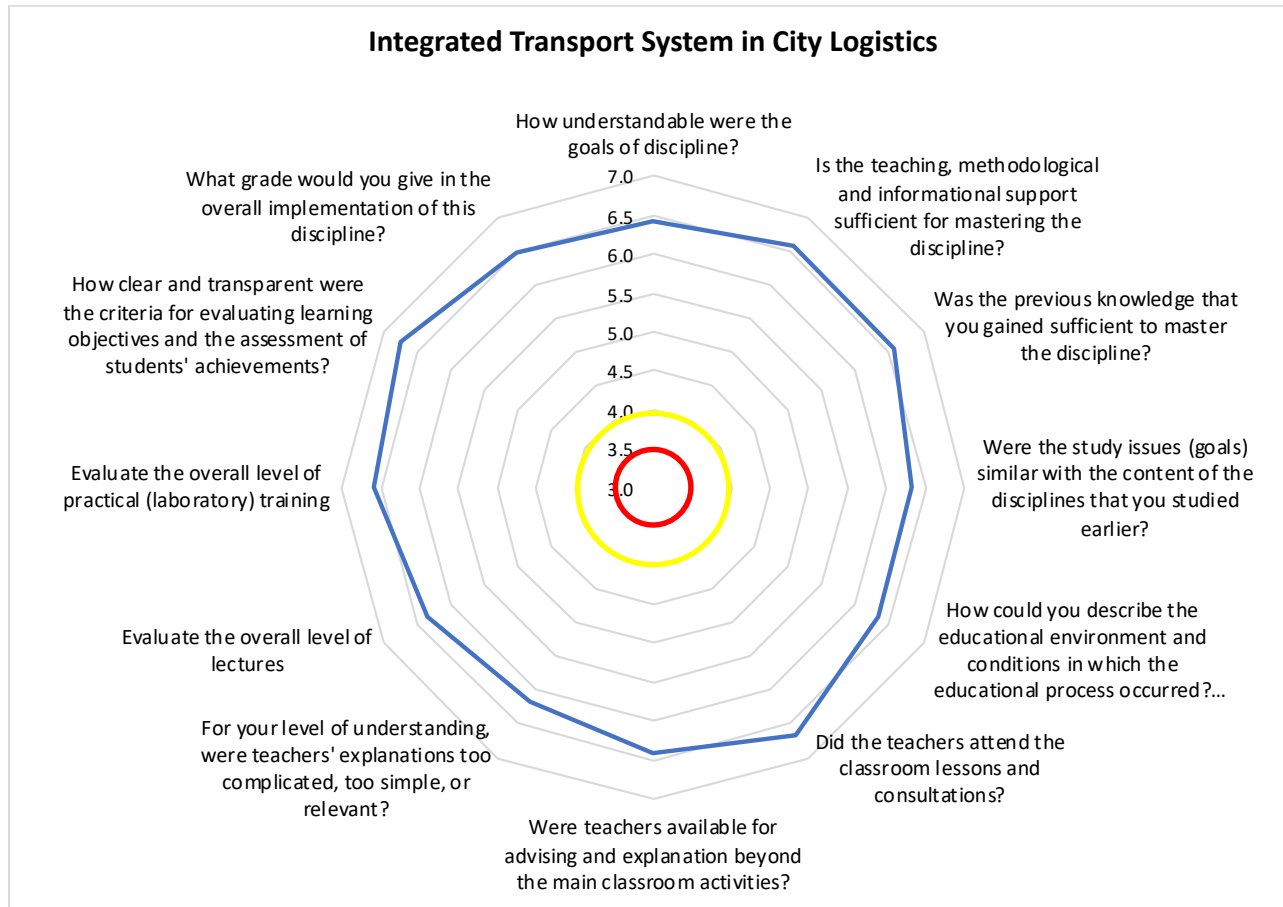 Integrated Transport System in City Logistics
How understandable were the
goals of discipline?
Is the teaching, methodological
and informational support
sufficient for mastering the
discipline?
Was the previous knowledge that
you gained sufficient to master
the discipline?
Were the study issues (goals)
similar with the content of the
disciplines that you studied
earlier?
How could you describe the
educational environment and
conditions in which the
educational process occurred?...
Did the teachers attend the
classroom lessons and
consultations?
Were teachers available for
advising and explanation beyond
the main classroom activities?
For your level of understanding,
were teachers' explanations too
complicated, too simple, or
relevant?
Evaluate the overall level of
lectures
Evaluate the overall level of
practical (laboratory) training
How clear and transparent were
the criteria for evaluating learning
objectives and the assessment of
students' achievements?
What grade would you give in the
overall implementation of this
discipline?
7.0
6.5
6.0
5.5
5.0
4.5
4.0
3.5
3.0